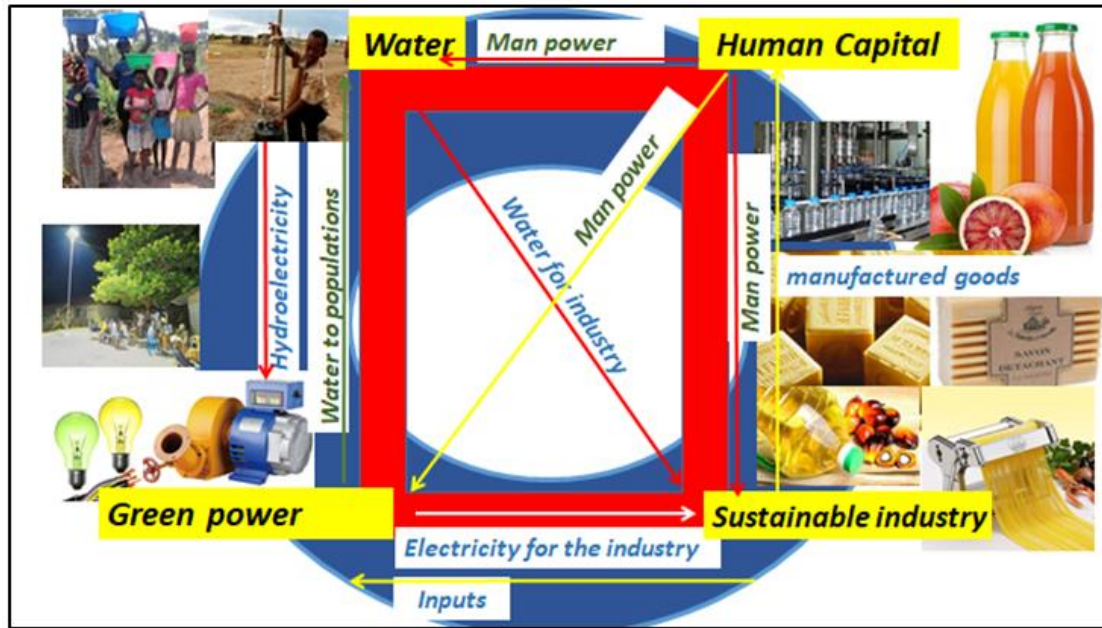 Water
Man power
Human Capital
Hydroelectricity
Water to populations
Water for industry
Man power
Man power
manufactured goods
SAVON
DETACHANT
Green power
Sustainable industry
Electricity for the industry
Inputs